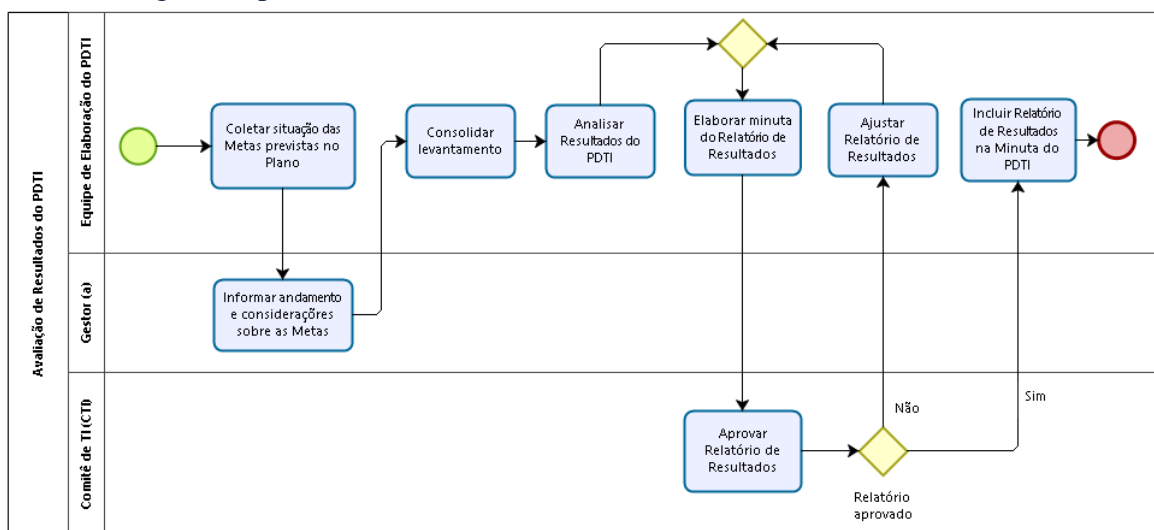 Avaliação de Resultados do PDTI
Equipe de Elaboração do PDTI
Coletar situação das
Metas previstas no
Plano
Consolidar
levantamento
Analisar
Resultados do
PDTI
Elaborar minuta
do Relatório de
Resultados
Ajustar
Relatório de
Resultados
Incluir Relatório
de Resultados
na Minuta do
PDTI
Gestor (a)
Informar andamento
e consideraçõres
sobre as Metas
Comitê de TI(CTI)
Aprovar
Relatório de
Resultados
Não
Sim
Relatório
aprovado